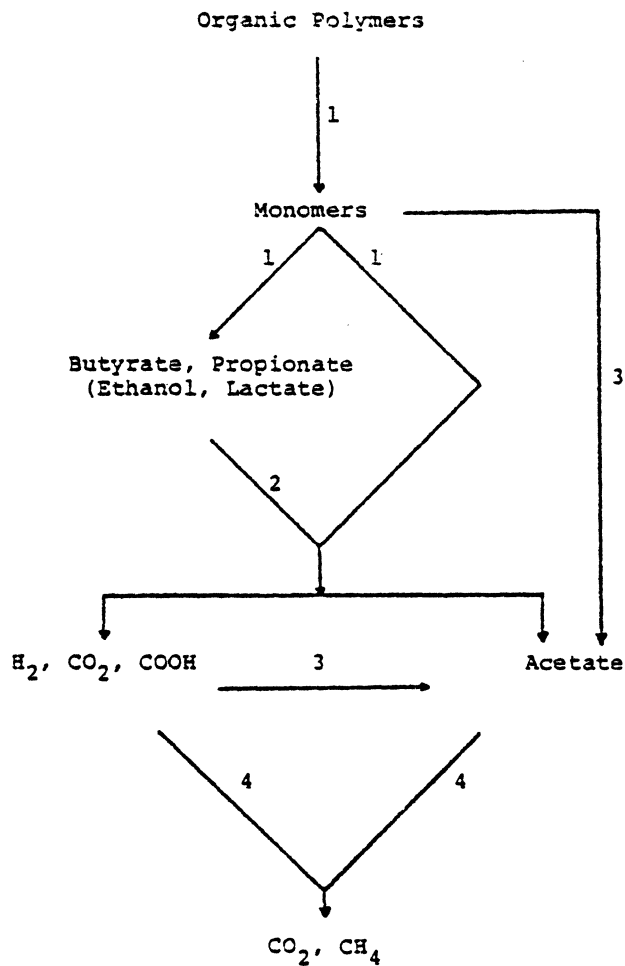 Organic Polymers
1
Monomers
1 1
Butyrate, Propionate
(Ethanol, Lactate)
3
2
H2, CO2, COOH 3 Acetate
4 4
CO2, CH4